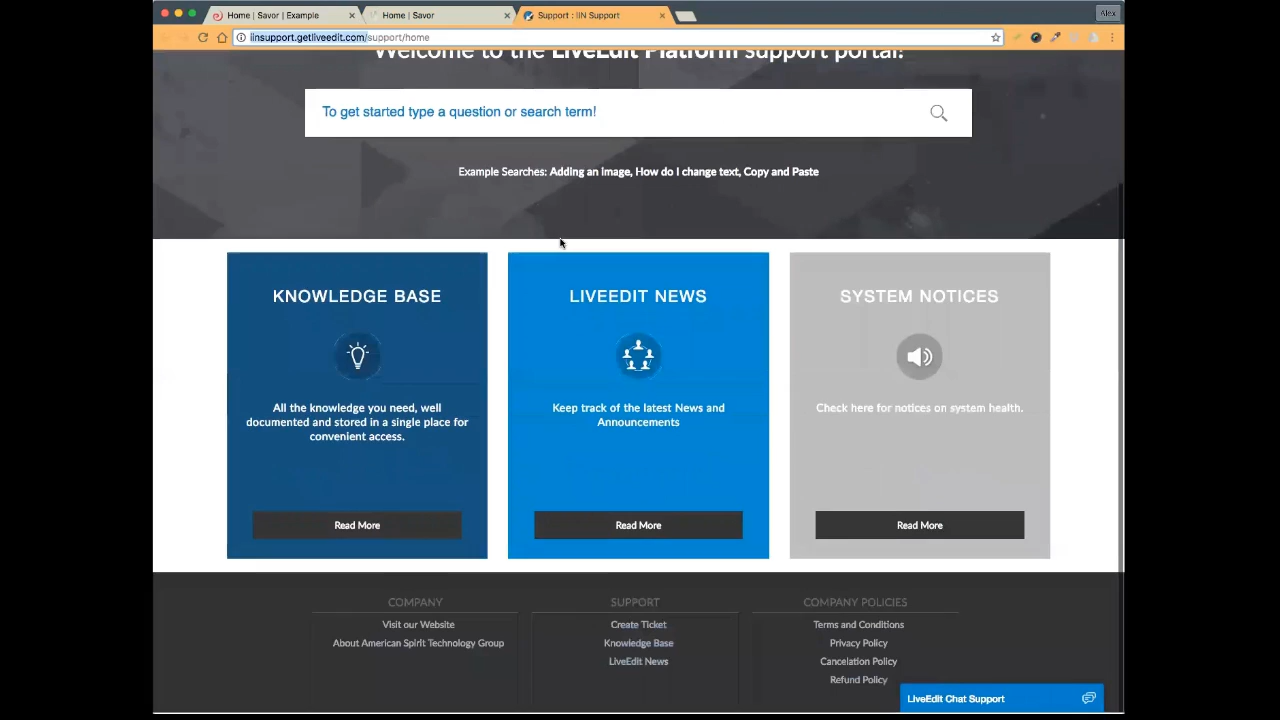 Home | Savor | Example
Home | Savor
Support : IIN Support
Alex
iinsupport.getliveedit.com/support/home
Welcome to the LiveEdit Platform support portal!
To get started type a question or search term!
Example Searches: Adding an image, How do I change text, Copy and Paste
KNOWLEDGE BASE
All the knowledge you need, well
documented and stored in a single place for
convenient access.
Read More
LIVEEDIT NEWS
Keep track of the latest News and
Announcements
Read More
SYSTEM NOTICES
Check here for notices on system health.
Read More
COMPANY
Visit our Website
About American Spirit Technology Group
SUPPORT
Create Ticket
Knowledge Base
LiveEdit News
COMPANY POLICIES
Terms and Conditions
Privacy Policy
Cancelation Policy
Refund Policy
LiveEdit Chat Support